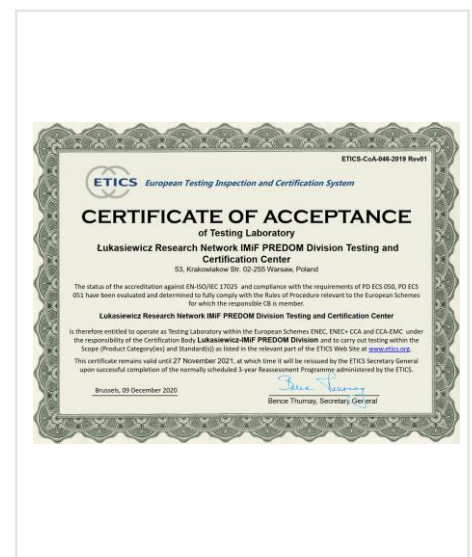 ETICS-CoA-046-2019 Rev01
ETICS European Testing Inspection and Certification System
CERTIFICATE OF ACCEPTANCE
of Testing Laboratory
Łukasiewicz Research Network IMiF PREDOM Division Testing and
Certification Center
53, Krakowiakow Str. 02-255 Warsaw, Poland
The status of the accreditation against EN-ISO/IEC 17025 and compliance with the requirements of PD ECS 050, PD ECS
051 have been evaluated and determined to fully comply with the Rules of Procedure relevant to the European Schemes
for which the responsible CB is member.
Łukasiewicz Research Network IMiF PREDOM Division Testing and Certification Center
is therefore entitled to operate as Testing Laboratory within the European Schemes ENEC, ENEC+ CCA and CCA-EMC under
the responsibility of the Certification Body Łukasiewicz-IMiF PREDOM Division and to carry out testing within the
Scope (Product Category(ies) and Standard(s)) as listed in the relevant part of the ETICS Web Site at www.etics.org.
This certificate remains valid until 27 November 2021, at which time it will be reissued by the ETICS Secretary General
upon successful completion of the normally scheduled 3-year Reassessment Programme administered by the ETICS.
Brussels, 09 December 2020
Bence Thurnay, Secretary General